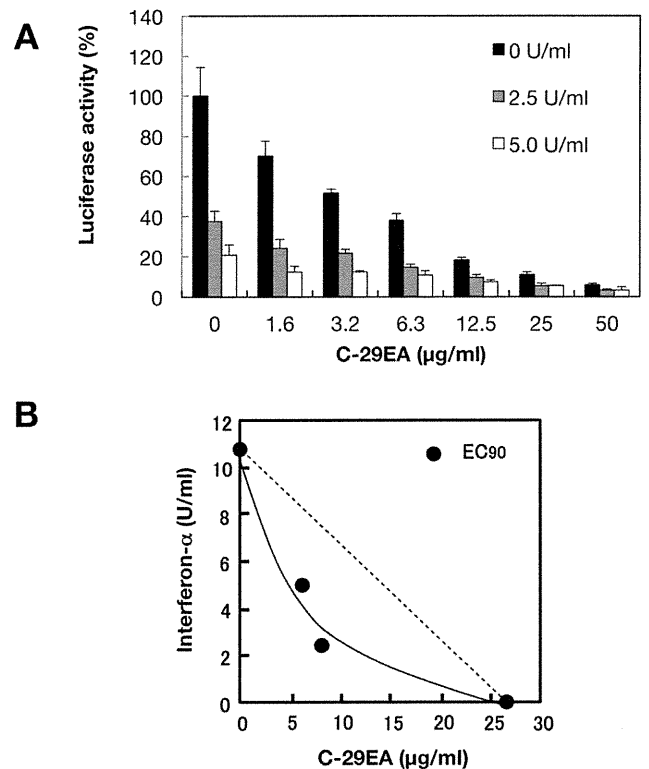 A
Luciferase activity (%)
140
120
100
80
60
40
20
0
0 U/ml
2.5 U/ml
5.0 U/ml
0 1.6 3.2 6.3 12.5 25 50
C-29EA (µg/ml)
B
Interferon-α (U/ml)
12
10
8
6
4
2
0
EC90
0 5 10 15 20 25 30
C-29EA (µg/ml)